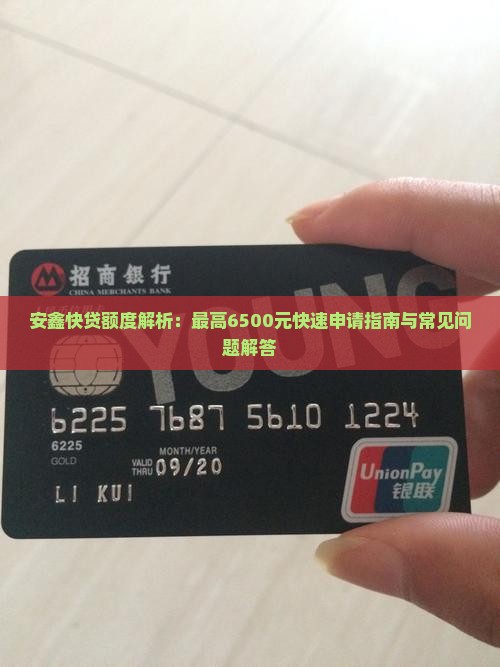 招商銀行
CHINA MERCHANTS BANK
YOUNG
安鑫快贷额度解析：最高6500元快速申请指南与常见问
题解答
6225 7687 5610 1224
6225
GOLD
MONTH/YEAR
VALID
THRU 09/20
LI KUI
UnionPay
银联